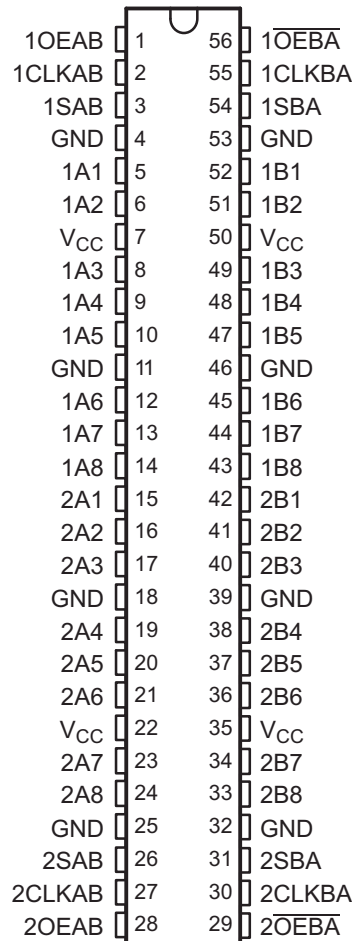 1OEAB 1 56 1O̅E̅B̅A̅
1CLKAB 2 55 1CLKBA
1SAB 3 54 1SBA
GND 4 53 GND
1A1 5 52 1B1
1A2 6 51 1B2
VCC 7 50 VCC
1A3 8 49 1B3
1A4 9 48 1B4
1A5 10 47 1B5
GND 11 46 GND
1A6 12 45 1B6
1A7 13 44 1B7
1A8 14 43 1B8
2A1 15 42 2B1
2A2 16 41 2B2
2A3 17 40 2B3
GND 18 39 GND
2A4 19 38 2B4
2A5 20 37 2B5
2A6 21 36 2B6
VCC 22 35 VCC
2A7 23 34 2B7
2A8 24 33 2B8
GND 25 32 GND
2SAB 26 31 2SBA
2CLKAB 27 30 2CLKBA
2OEAB 28 29 2O̅E̅B̅A̅